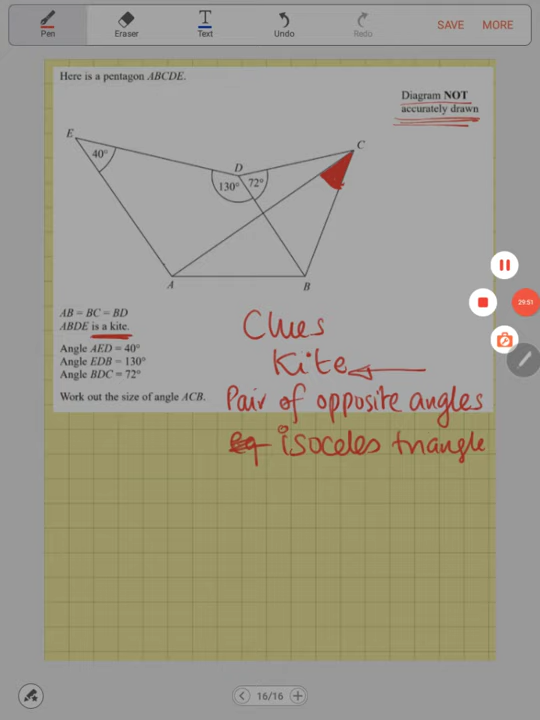 Pen
Eraser
T
Text
Undo
Redo
SAVE
MORE
Here is a pentagon ABCDE.
Diagram NOT
accurately drawn
E
40°
D
130°
72°
C
A
B
AB = BC = BD
ABDE is a kite.
Angle AED = 40°
Angle EDB = 130°
Angle BDC = 72°
Work out the size of angle ACB.
Clues
Kite
Pair of opposite angles
isoceles triangle
29:51
16/16